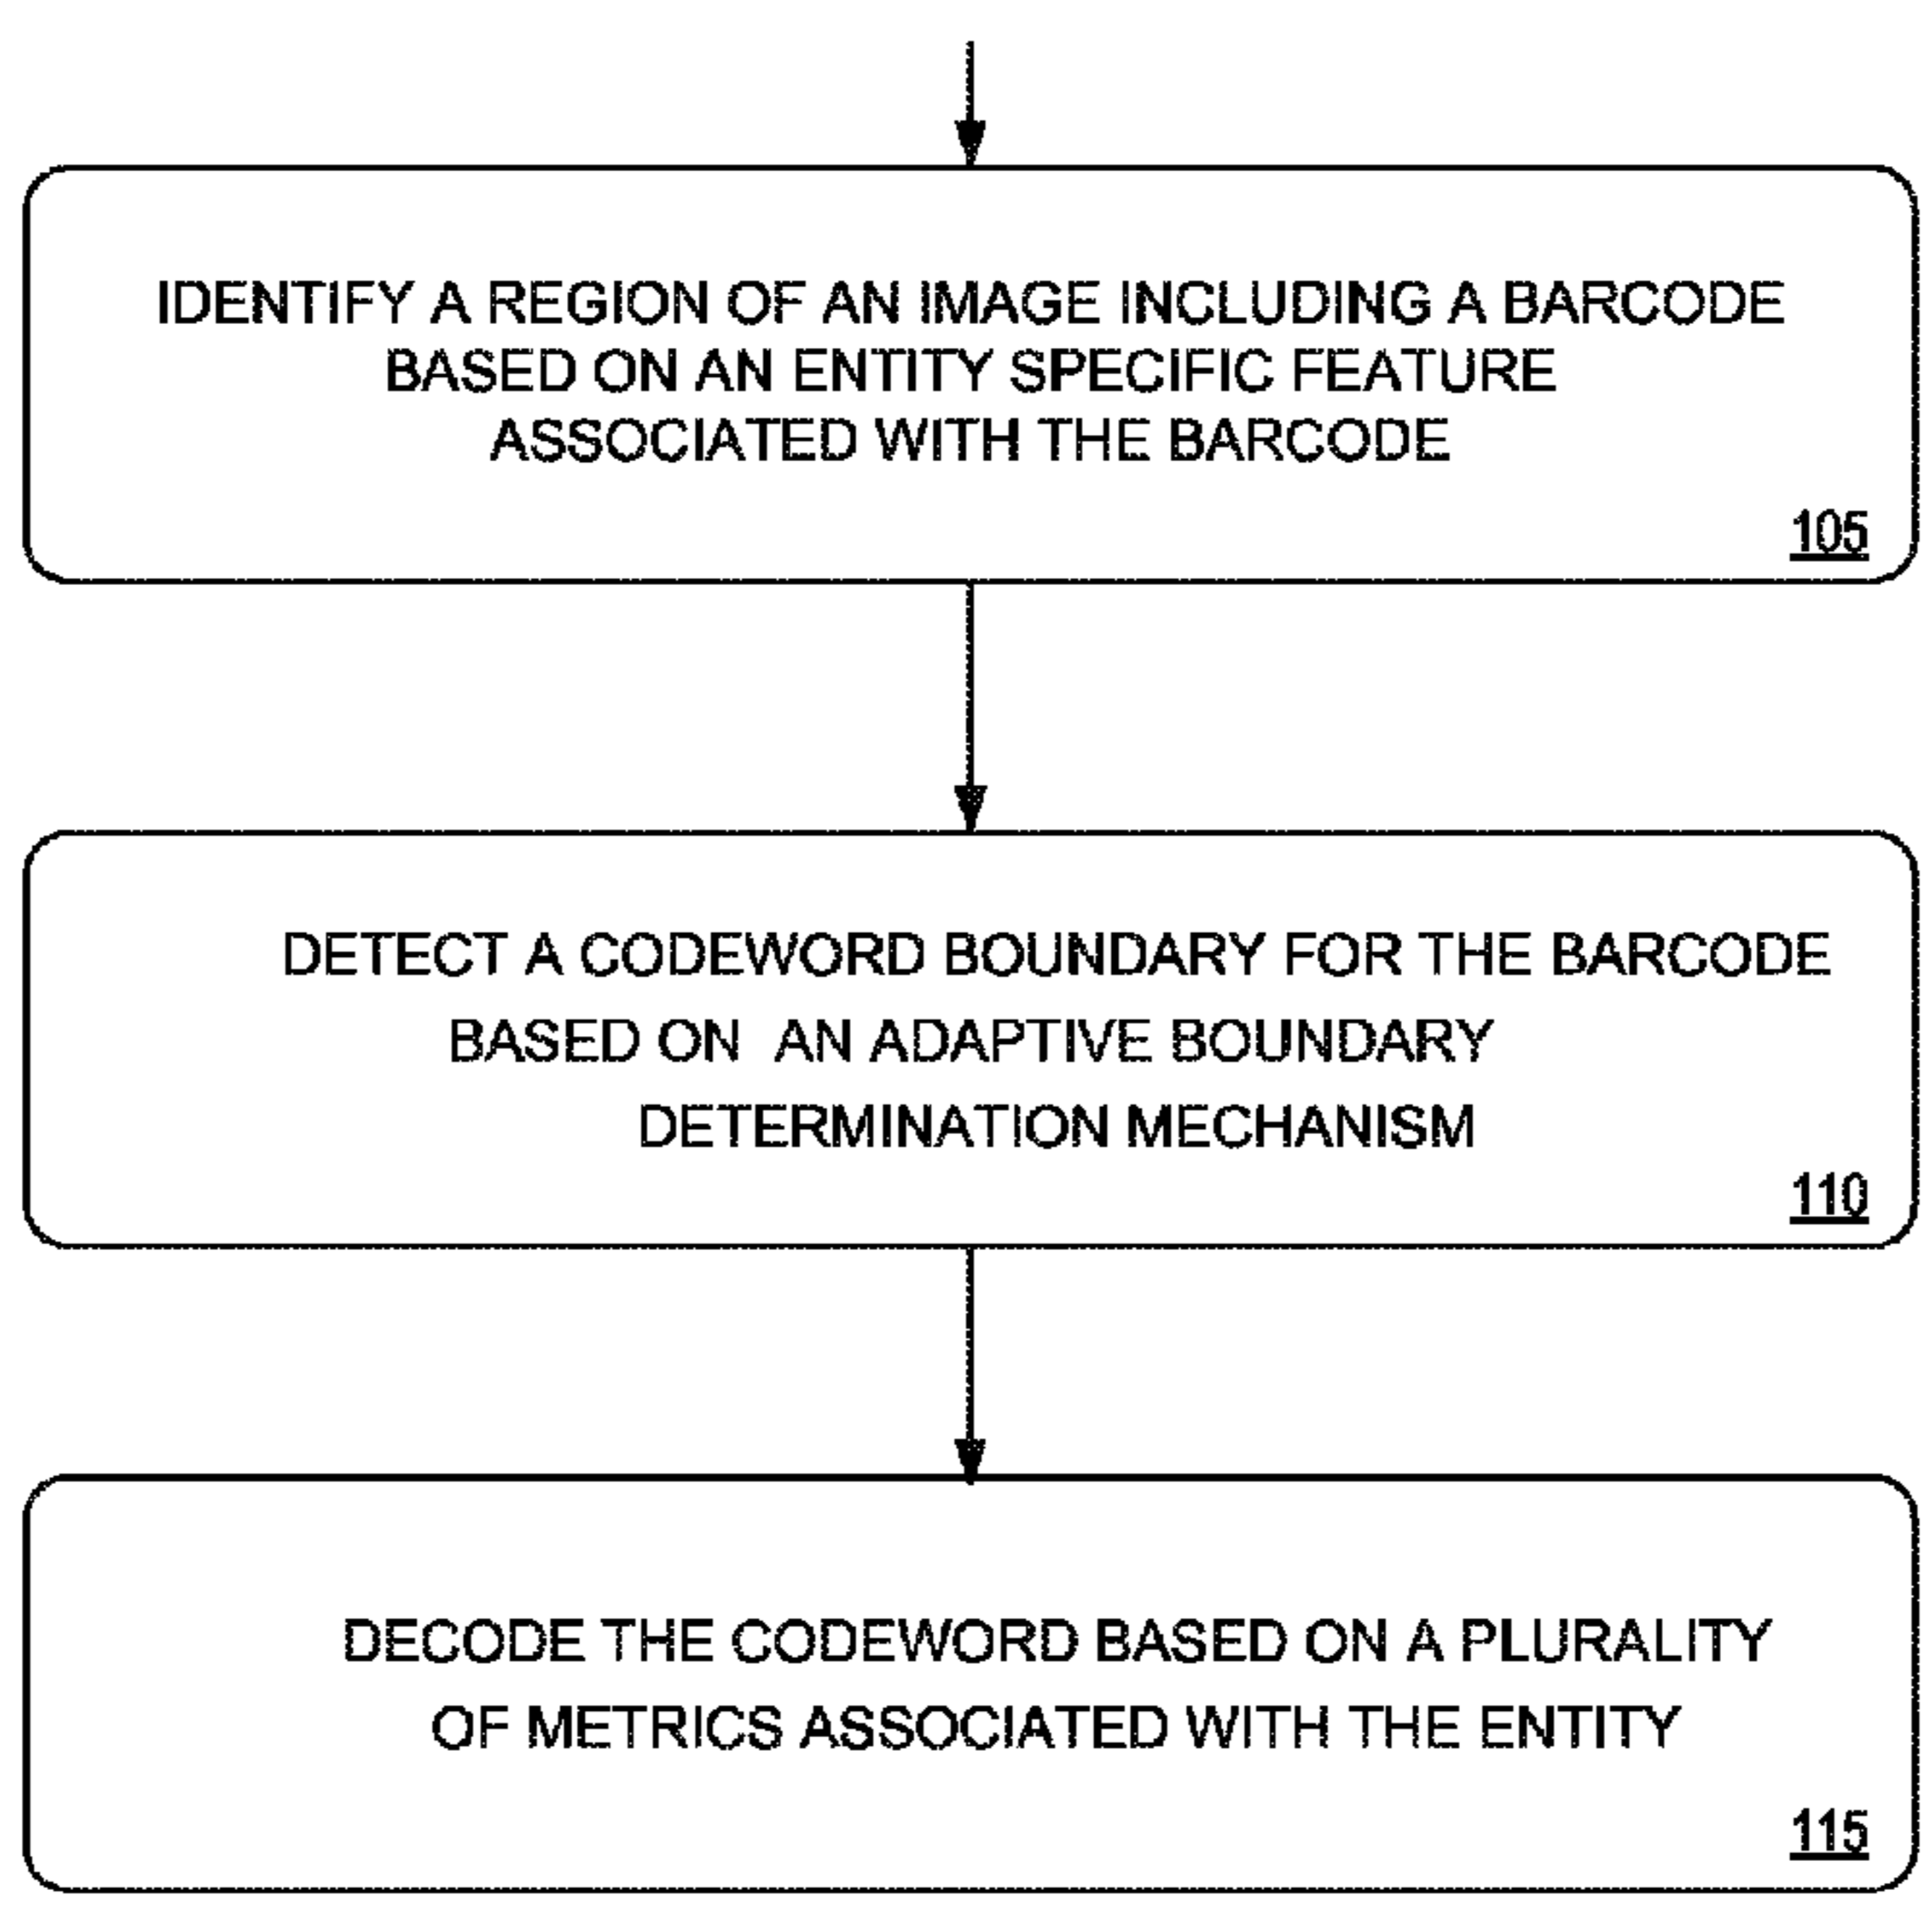 IDENTIFY A REGION OF AN IMAGE INCLUDING A BARCODE
BASED ON AN ENTITY SPECIFIC FEATURE
ASSOCIATED WITH THE BARCODE
105
DETECT A CODEWORD BOUNDARY FOR THE BARCODE
BASED ON AN ADAPTIVE BOUNDARY
DETERMINATION MECHANISM
110
DECODE THE CODEWORD BASED ON A PLURALITY
OF METRICS ASSOCIATED WITH THE ENTITY
115